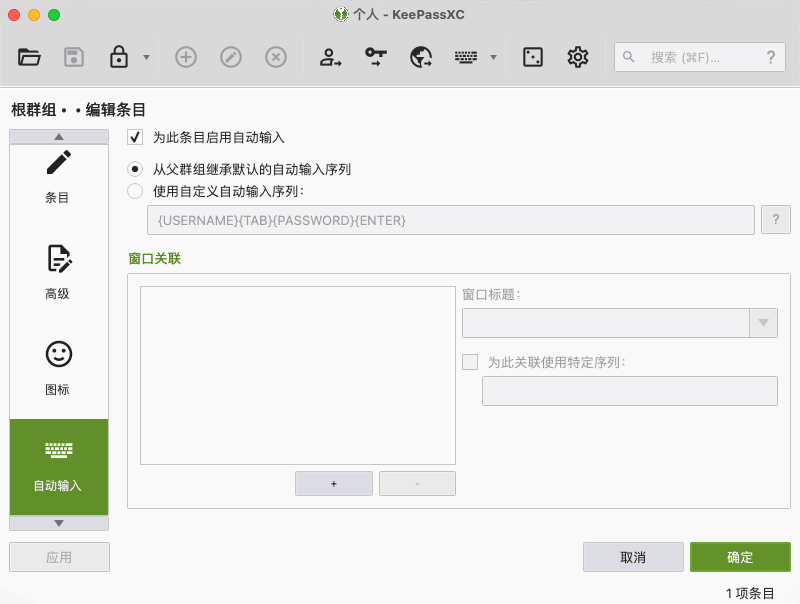 个人 - KeePassXC
搜索 (⌘F)...
?
根群组 • • 编辑条目
条目
高级
图标
自动输入
为此条目启用自动输入
从父群组继承默认的自动输入序列
使用自定义自动输入序列：
{USERNAME}{TAB}{PASSWORD}{ENTER}
?
窗口关联
窗口标题：
为此关联使用特定序列：
+
-
应用
取消
确定
1 项条目